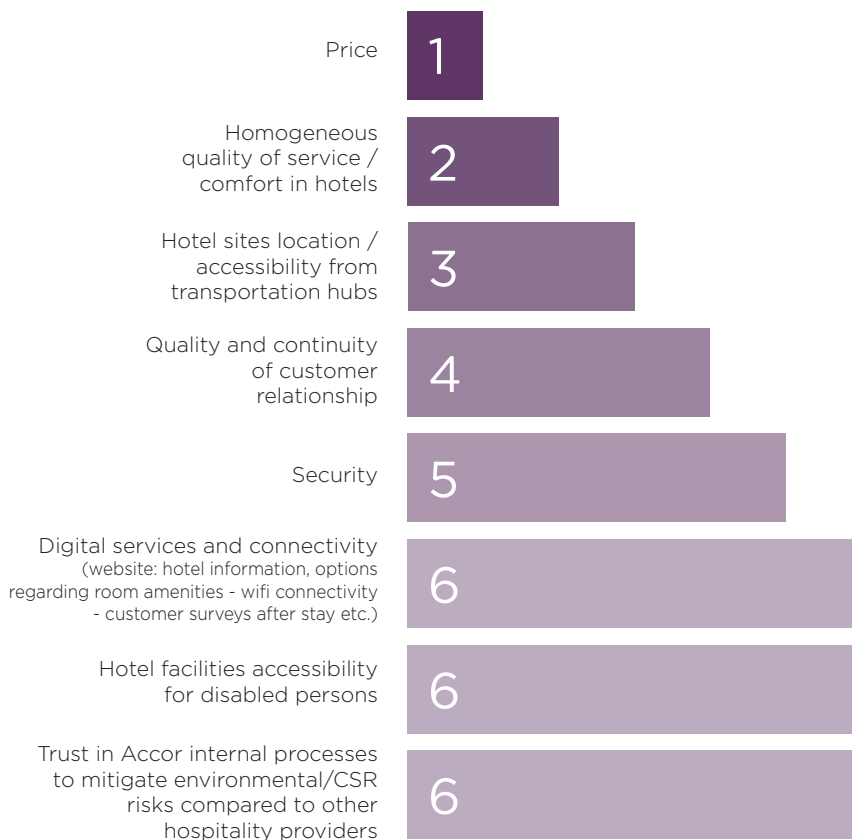 Price
1
Homogeneous
quality of service /
comfort in hotels
2
Hotel sites location /
accessibility from
transportation hubs
3
Quality and continuity
of customer
relationship
4
Security
5
Digital services and connectivity
(website: hotel information, options
regarding room amenities - wifi connectivity
- customer surveys after stay etc.)
6
Hotel facilities accessibility
for disabled persons
6
Trust in Accor internal processes
to mitigate environmental/CSR
risks compared to other
hospitality providers
6